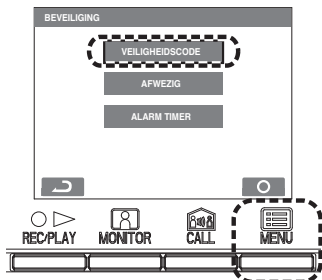 BEVEILIGING
VEILIGHEIDSCODE
AFWEZIG
ALARM TIMER
REC/PLAY MONITOR CALL MENU